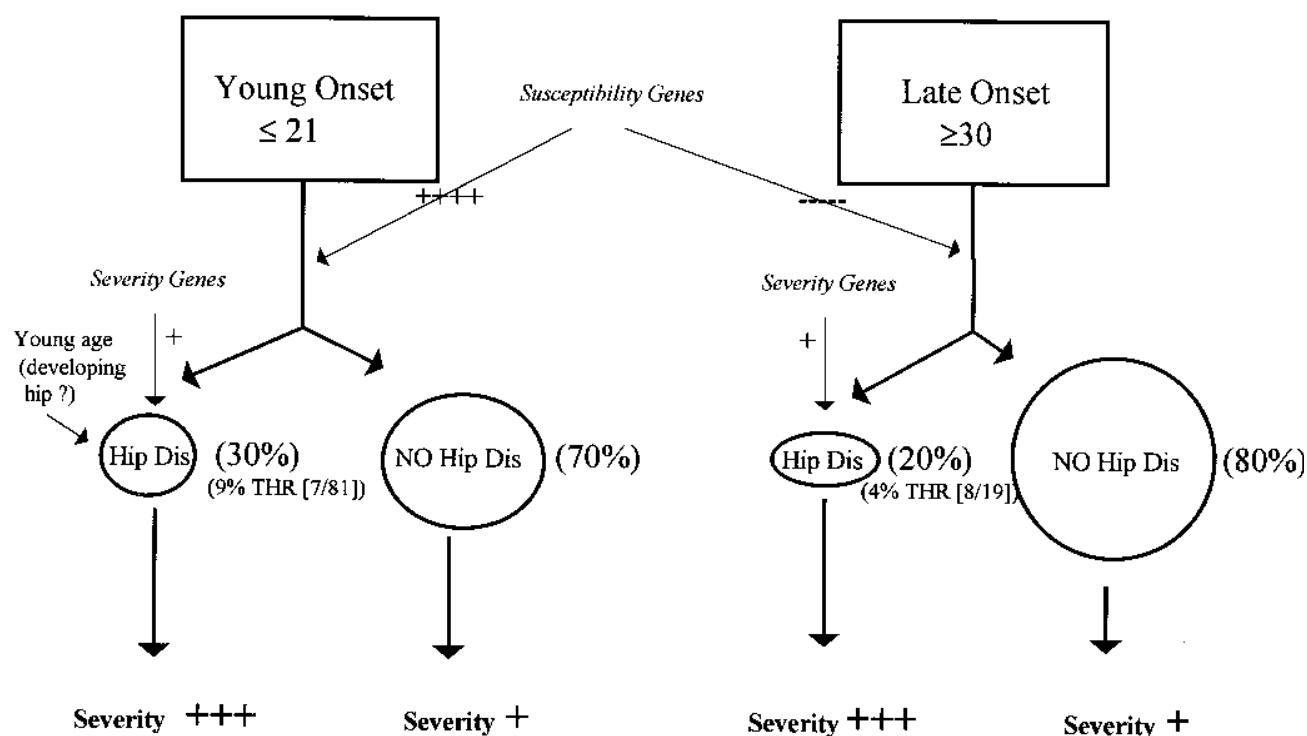 Young Onset
≤ 21
Susceptibility Genes
Late Onset
≥30
++++
----
Severity Genes
+
Young age
(developing
hip ?)
Severity Genes
+
Hip Dis
(30%)
(9% THR [7/81])
NO Hip Dis
(70%)
Hip Dis
(20%)
(4% THR [8/19])
NO Hip Dis
(80%)
Severity +++
Severity +
Severity +++
Severity +